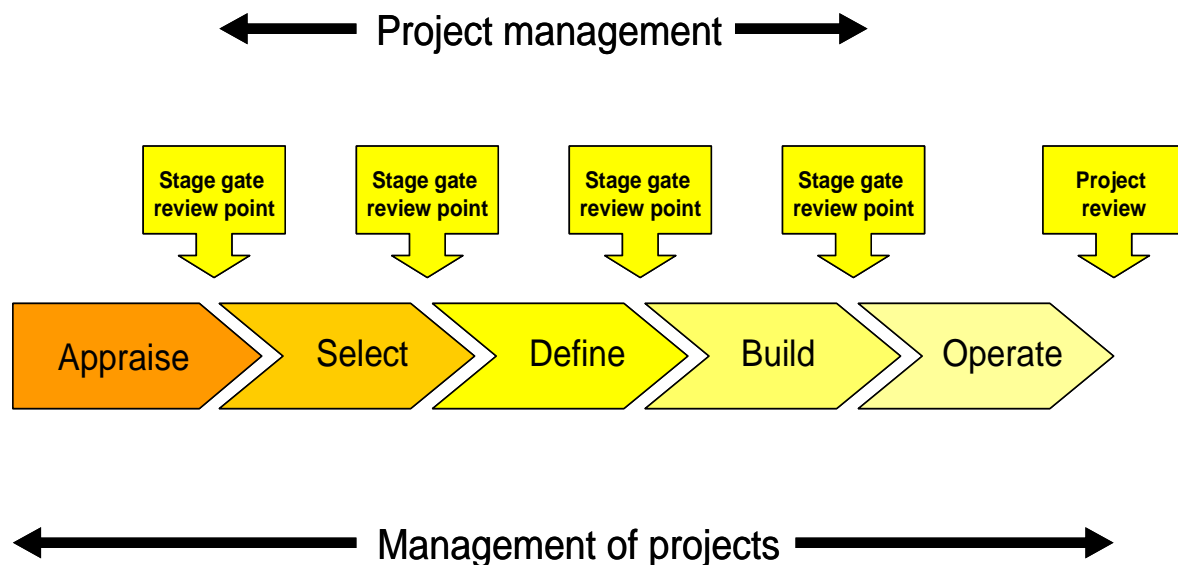 Project management
Stage gate
review point
Stage gate
review point
Stage gate
review point
Stage gate
review point
Project
review
Appraise
Select
Define
Build
Operate
Management of projects